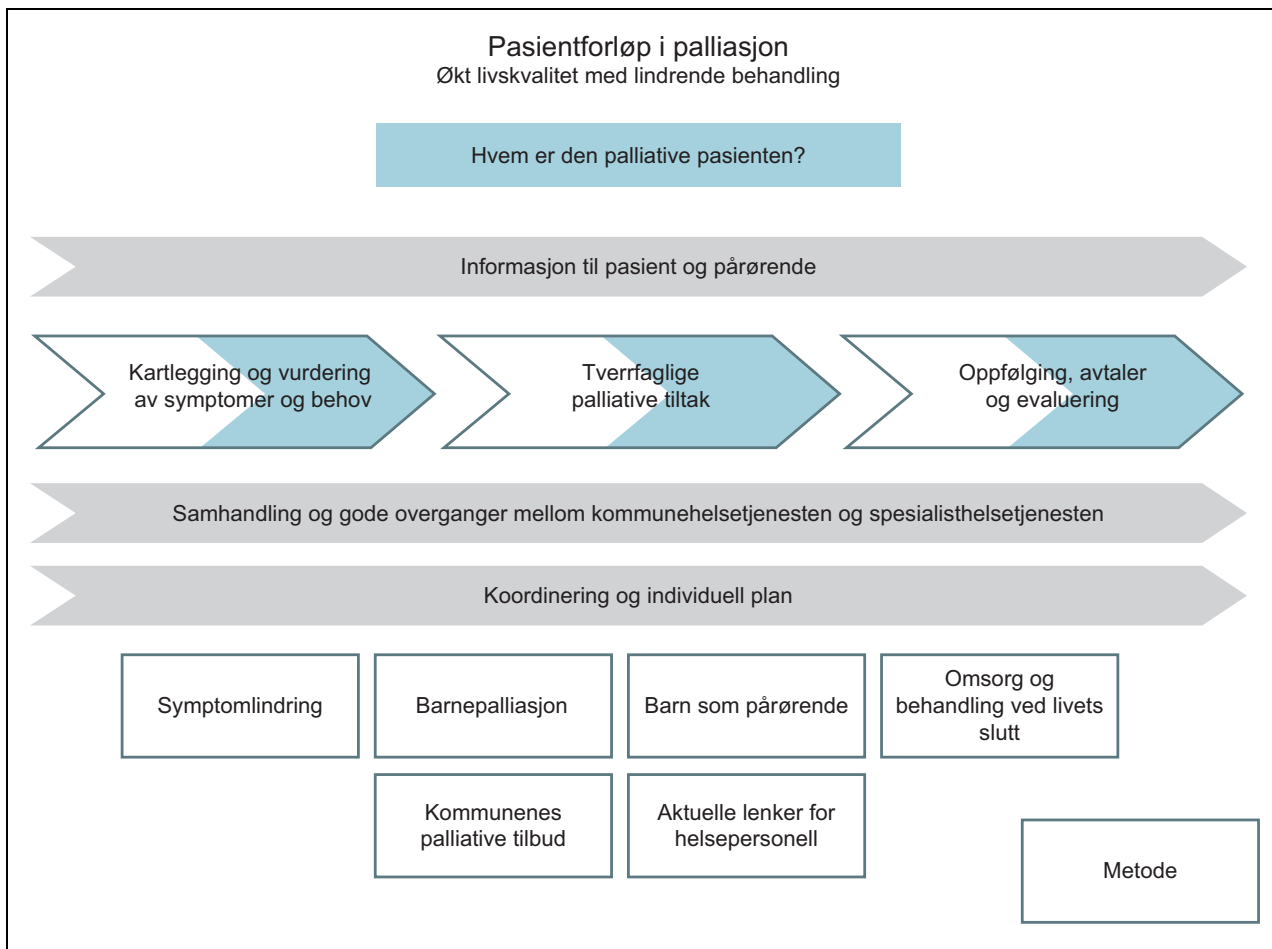 Pasientforløp i palliasjon
Økt livskvalitet med lindrende behandling
Hvem er den palliative pasienten?
Informasjon til pasient og pårørende
Kartlegging og vurdering
av symptomer og behov
Tverrfaglige
palliative tiltak
Oppfølging, avtaler
og evaluering
Samhandling og gode overganger mellom kommunehelsetjenesten og spesialisthelsetjenesten
Koordinering og individuell plan
Symptomlindring
Barnepalliasjon
Barn som pårørende
Omsorg og
behandling ved livets
slutt
Kommunenes
palliative tilbud
Aktuelle lenker for
helsepersonell
Metode